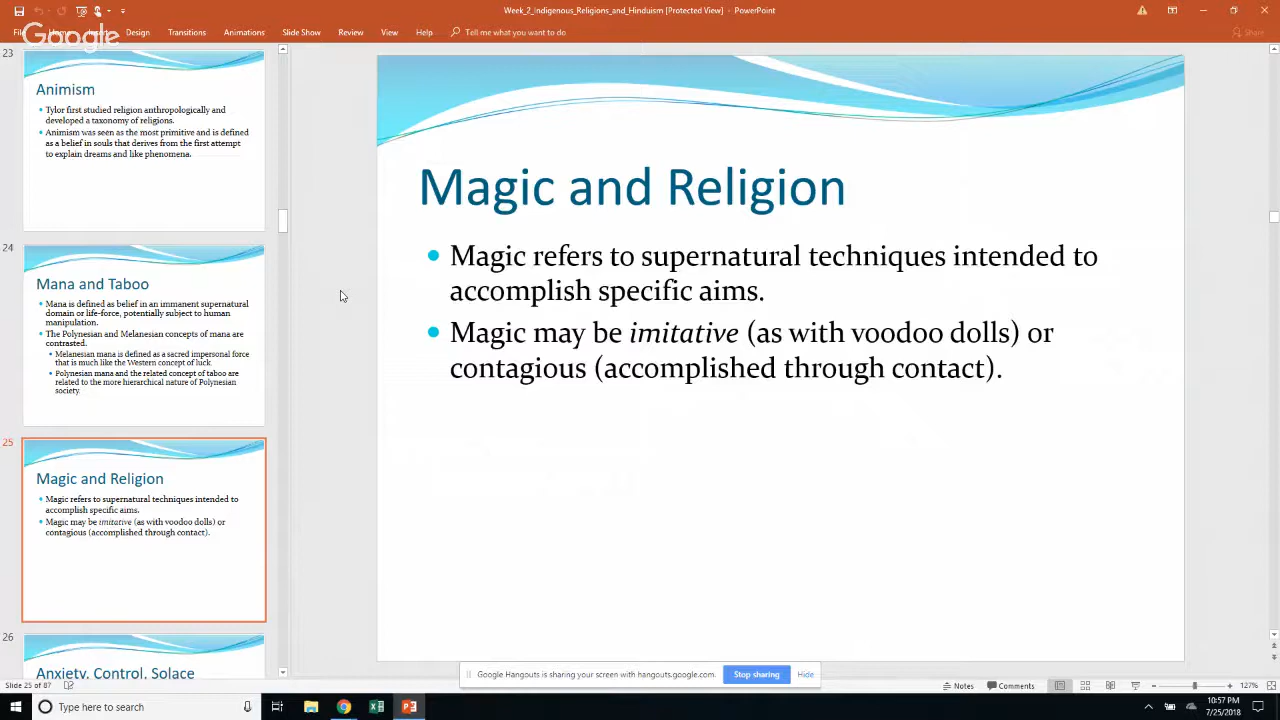 Week_2_Indigenous_Religions_and_Hinduism [Protected View] - PowerPoint
Google
Design
Transitions
Animations
Slide Show
Review
View
Help
Tell me what you want to do
Share
23
Animism
• Tylor first studied religion anthropologically and
developed a taxonomy of religions.
• Animism was seen as the most primitive and is defined
as a belief in souls that derives from the first attempt
to explain dreams and like phenomena.
24
Mana and Taboo
• Mana is defined as belief in an immanent supernatural
domain or life-force, potentially subject to human
manipulation.
• The Polynesian and Melanesian concepts of mana are
contrasted.
• Melanesian mana is defined as a sacred impersonal force
that is much like the Western concept of luck.
• Polynesian mana and the related concept of taboo are
related to the more hierarchical nature of Polynesian
society.
25
Magic and Religion
• Magic refers to supernatural techniques intended to
accomplish specific aims.
• Magic may be imitative (as with voodoo dolls) or
contagious (accomplished through contact).
26
Anxiety, Control, Solace
Magic and Religion
• Magic refers to supernatural techniques intended to
accomplish specific aims.
• Magic may be imitative (as with voodoo dolls) or
contagious (accomplished through contact).
Google Hangouts is sharing your screen with hangouts.google.com.
Stop sharing
Hide
Slide 25 of 87
Notes
Comments
127%
Type here to search
10:57 PM
7/25/2018